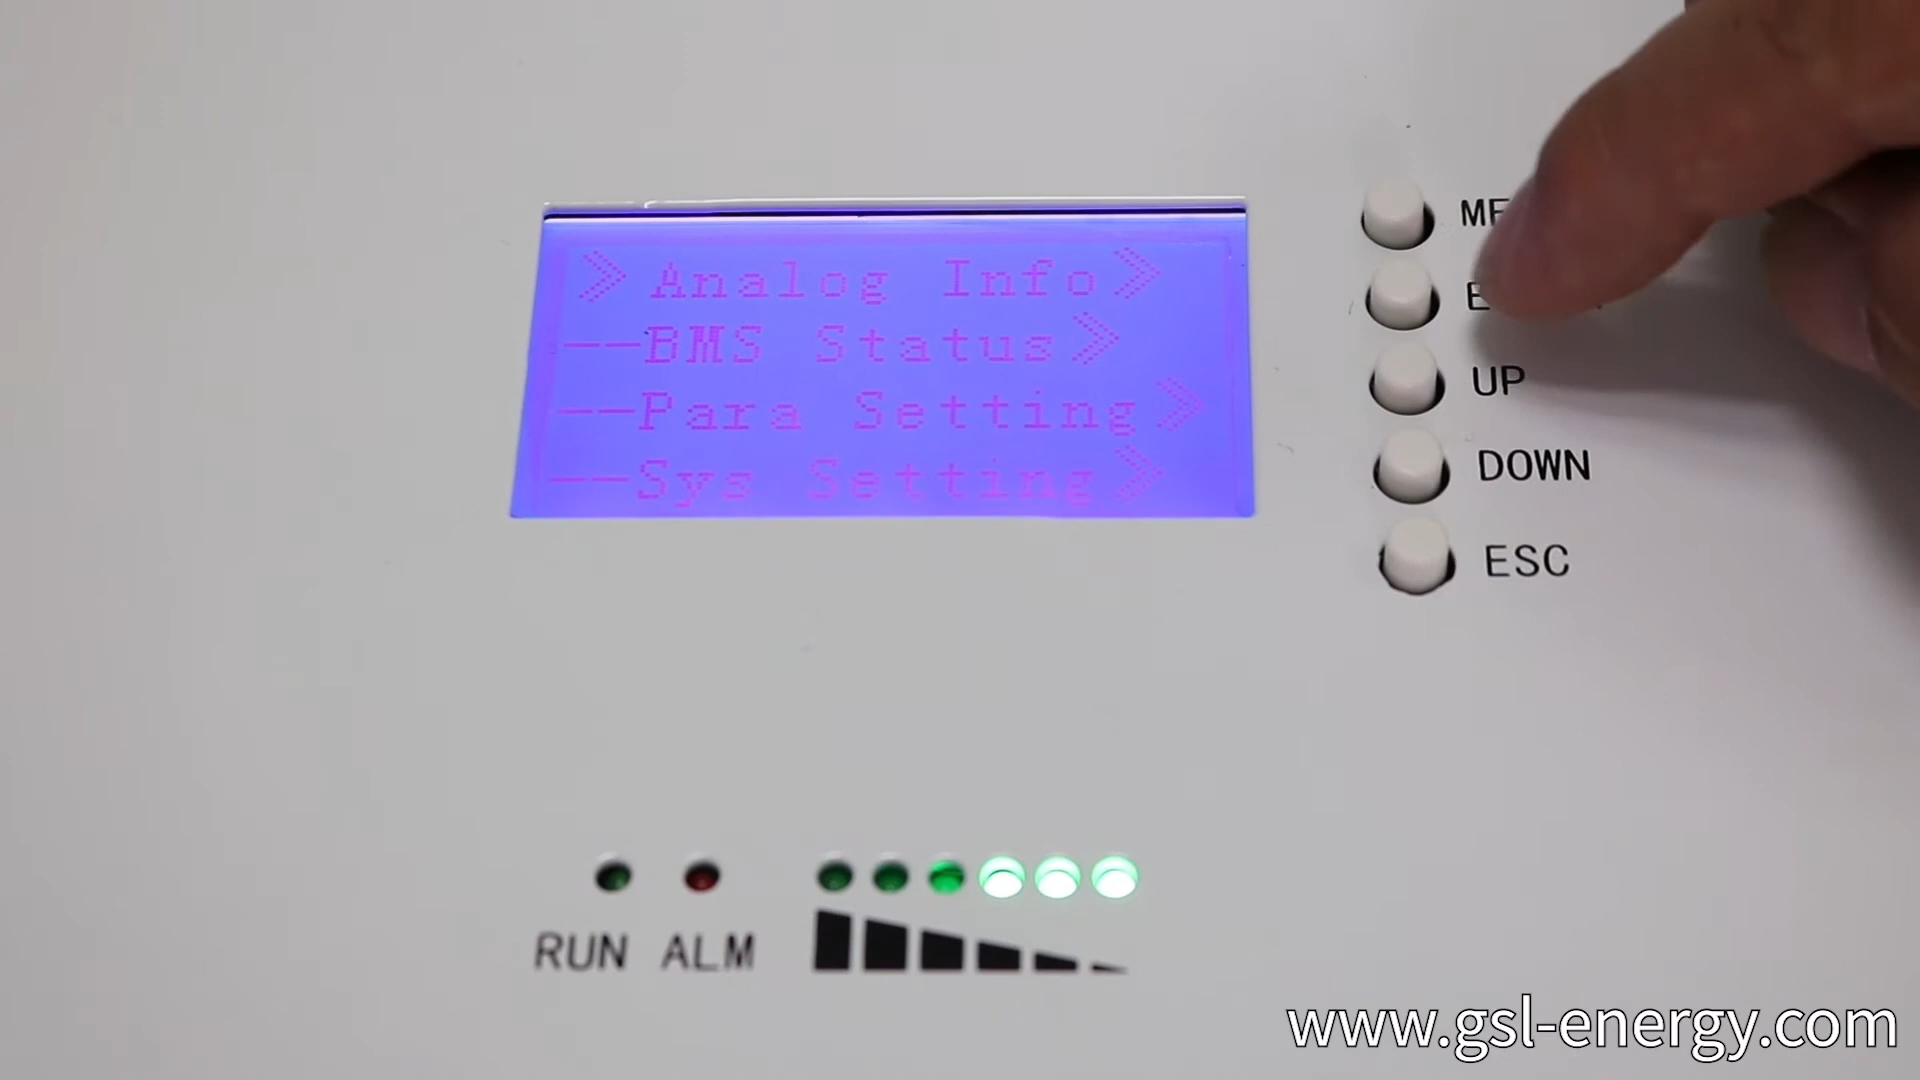 » Analog Info»
--BMS Status»
--Para Setting»
--Sys Setting»
UP
DOWN
ESC
RUN ALM
www.gsl-energy.com